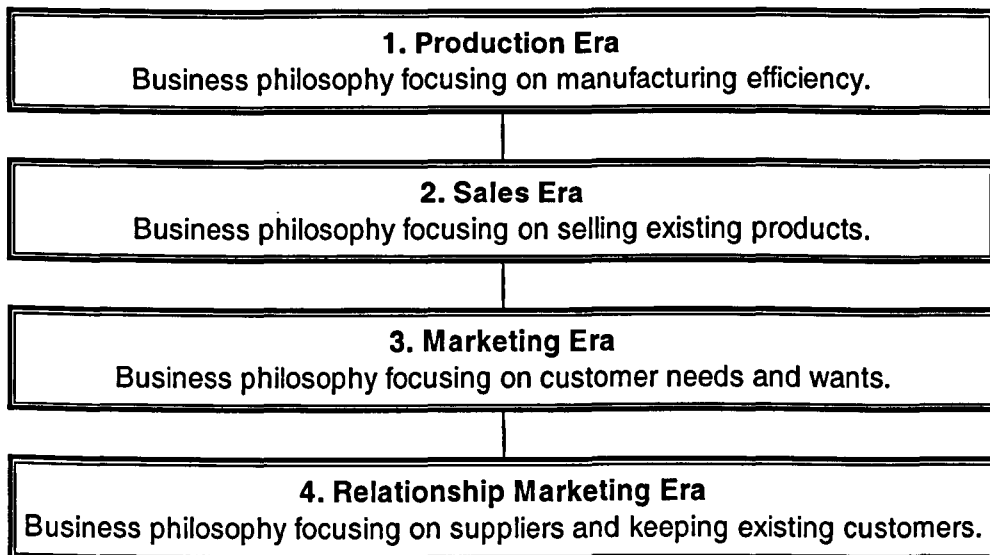 1. Production Era
Business philosophy focusing on manufacturing efficiency.
2. Sales Era
Business philosophy focusing on selling existing products.
3. Marketing Era
Business philosophy focusing on customer needs and wants.
4. Relationship Marketing Era
Business philosophy focusing on suppliers and keeping existing customers.